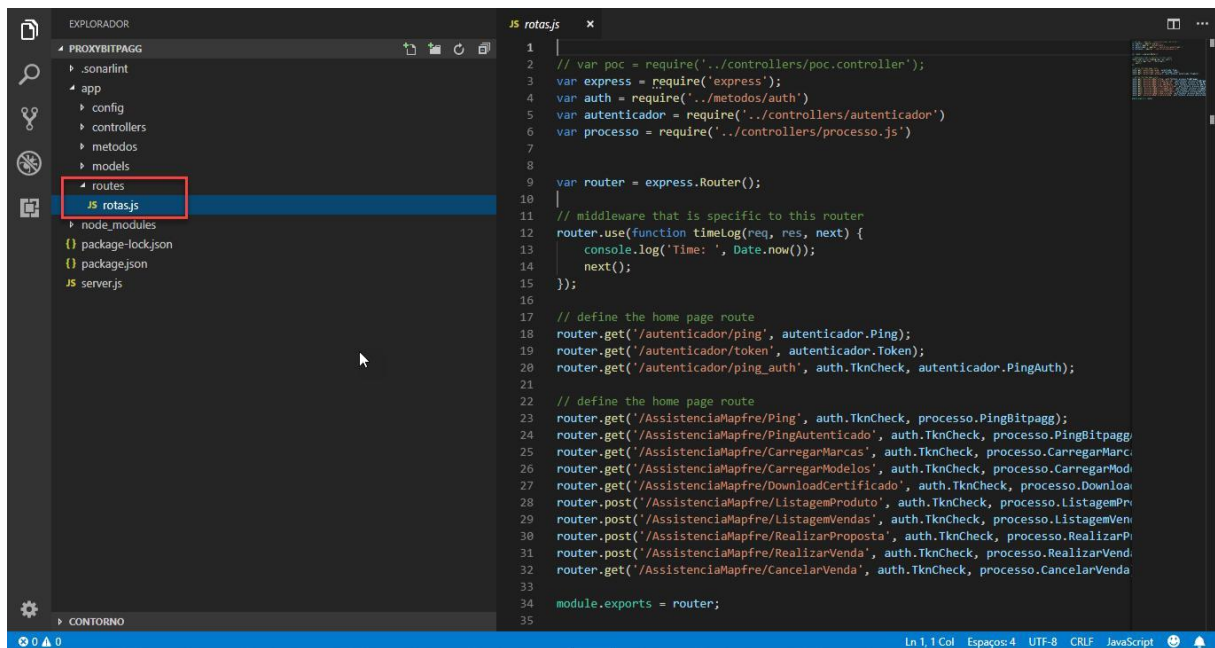 EXPLORADOR
PROXYBITPAGG
.sonarlint
app
config
controllers
metodos
models
routes
JS rotas.js
node_modules
{} package-lock.json
{} package.json
JS server.js
CONTORNO
JS rotas.js ×
1
2 // var poc = require('../controllers/poc.controller');
3 var express = require('express');
4 var auth = require('../metodos/auth')
5 var autenticador = require('../controllers/autenticador')
6 var processo = require('../controllers/processo.js')
7
8
9 var router = express.Router();
10
11 // middleware that is specific to this router
12 router.use(function timeLog(req, res, next) {
13 console.log('Time: ', Date.now());
14 next();
15 });
16
17 // define the home page route
18 router.get('/autenticador/ping', autenticador.Ping);
19 router.get('/autenticador/token', autenticador.Token);
20 router.get('/autenticador/ping_auth', auth.TknCheck, autenticador.PingAuth);
21
22 // define the home page route
23 router.get('/AssistenciaMapfre/Ping', auth.TknCheck, processo.PingBitpagg);
24 router.get('/AssistenciaMapfre/PingAutenticado', auth.TknCheck, processo.PingBitpagg
25 router.get('/AssistenciaMapfre/CarregarMarcas', auth.TknCheck, processo.CarregarMarc
26 router.get('/AssistenciaMapfre/CarregarModelos', auth.TknCheck, processo.CarregarMod
27 router.get('/AssistenciaMapfre/DownloadCertificado', auth.TknCheck, processo.Downloa
28 router.post('/AssistenciaMapfre/ListagemProduto', auth.TknCheck, processo.ListagemPr
29 router.post('/AssistenciaMapfre/ListagemVendas', auth.TknCheck, processo.ListagemVen
30 router.post('/AssistenciaMapfre/RealizarProposta', auth.TknCheck, processo.RealizarP
31 router.post('/AssistenciaMapfre/RealizarVenda', auth.TknCheck, processo.RealizarVend
32 router.get('/AssistenciaMapfre/CancelarVenda', auth.TknCheck, processo.CancelarVenda
33
34 module.exports = router;
35
0 0
Ln 1, 1 Col Espaços: 4 UTF-8 CRLF JavaScript